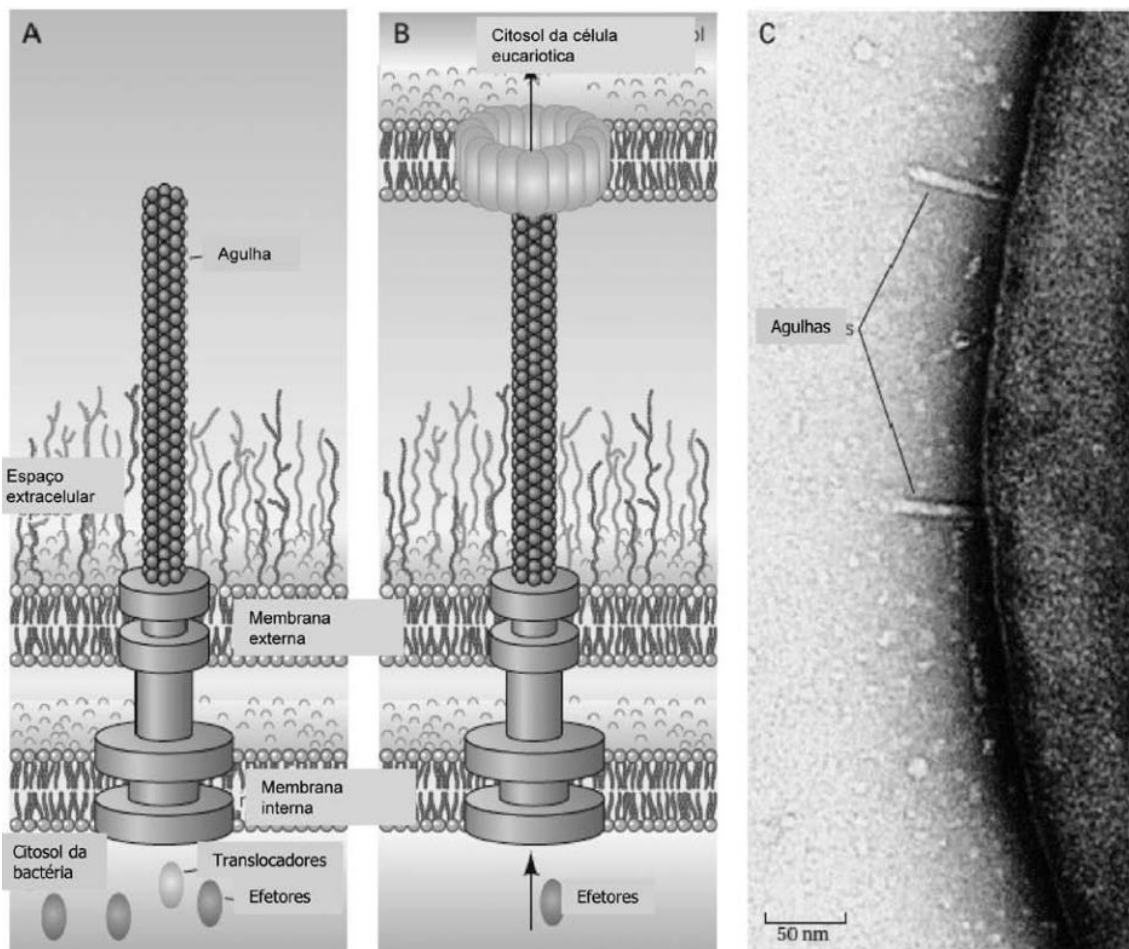 A
Agulha
Espaço
extracelular
Membrana
externa
Membrana
interna
Citosol da
bactéria
Translocadores
Efetores
B
Citosol da célula
eucariotica
ol
Efetores
C
Agulhas s
50 nm